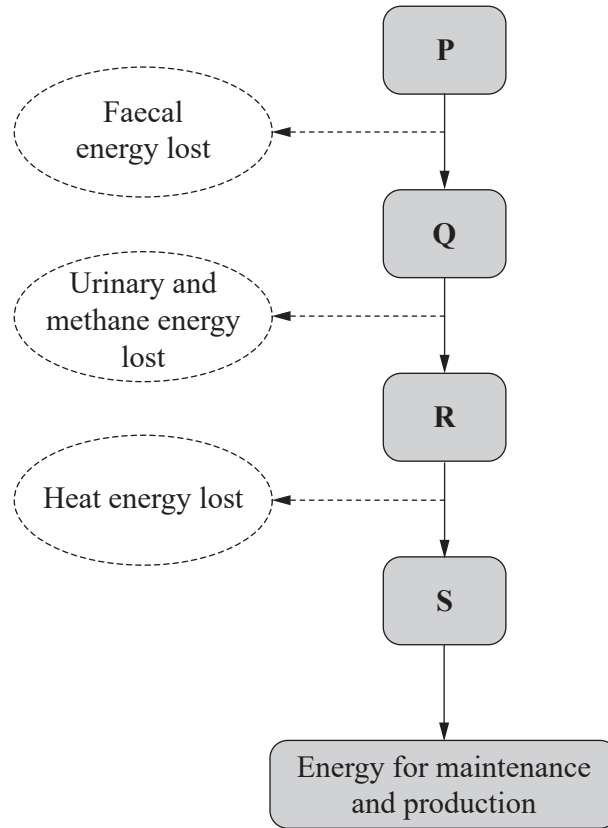 P
Faecal
energy lost
Q
Urinary and
methane energy
lost
R
Heat energy lost
S
Energy for maintenance
and production